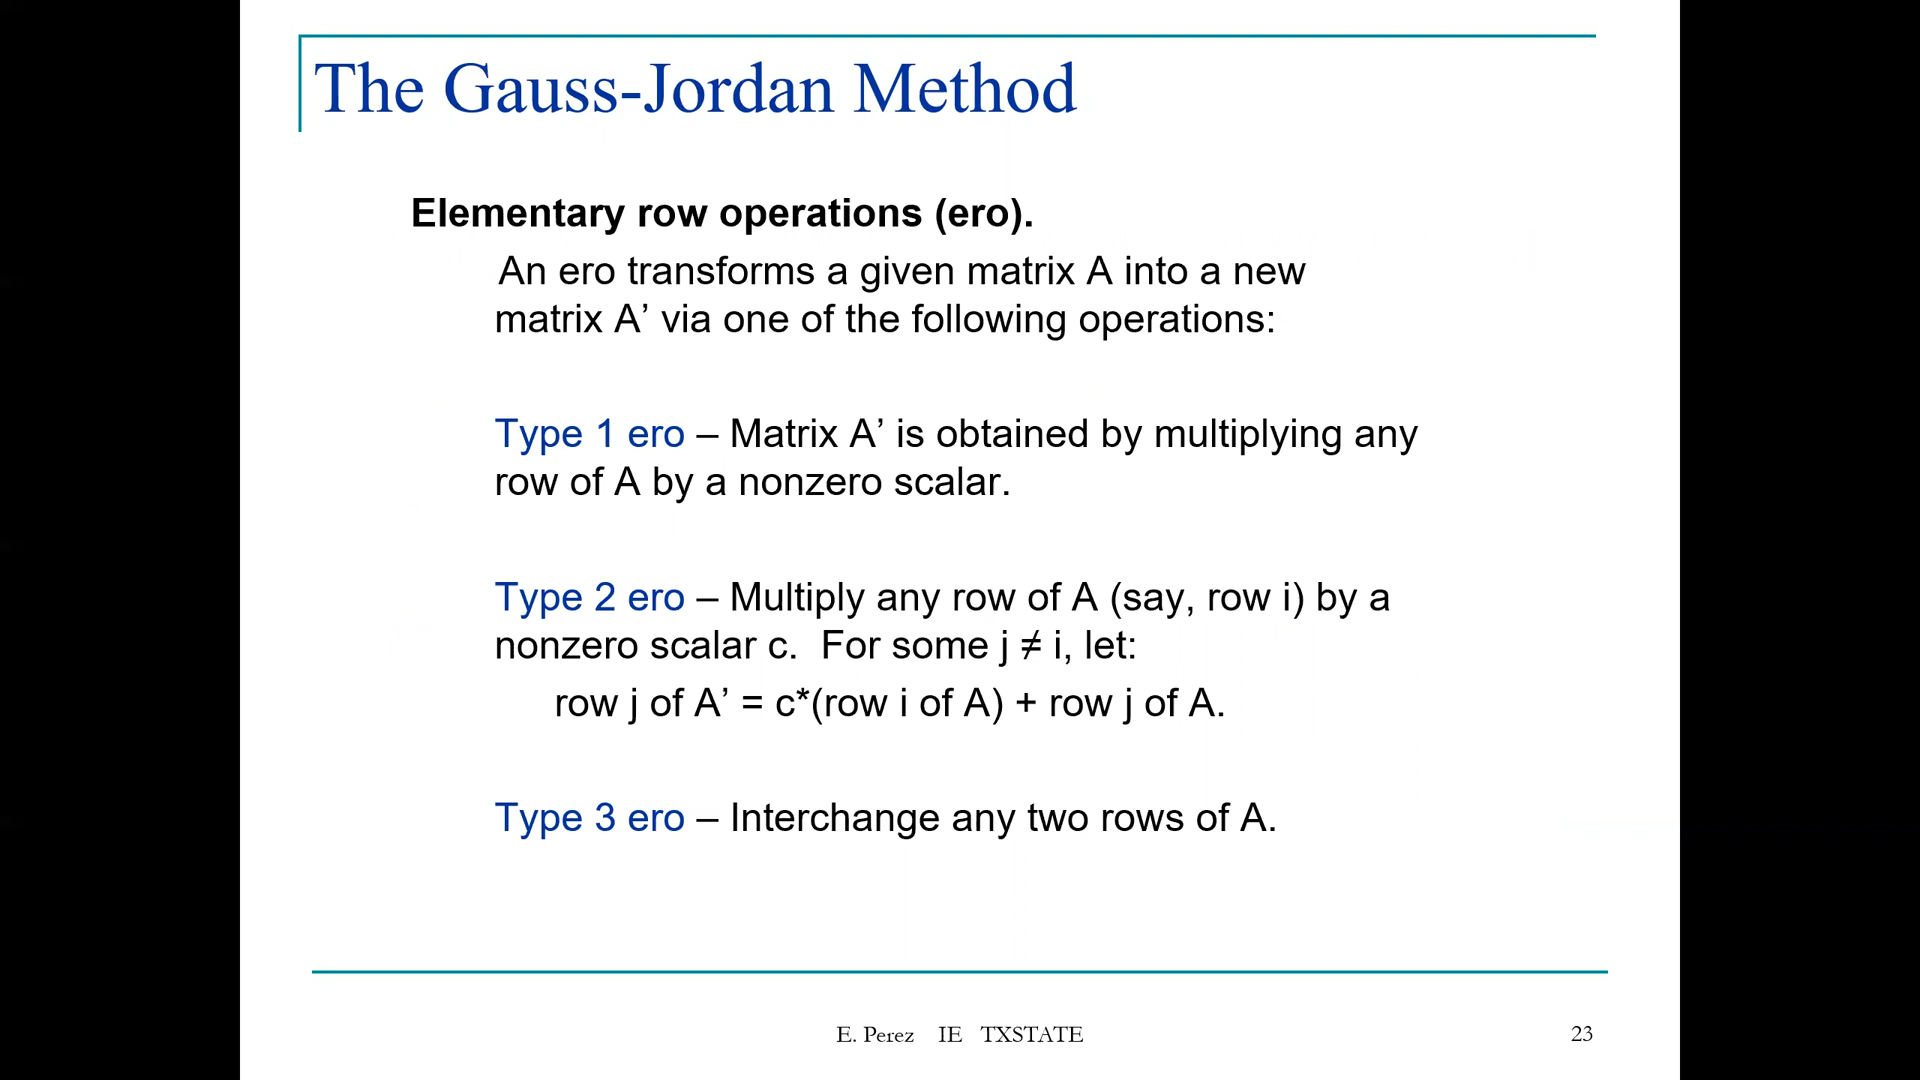 The Gauss-Jordan Method
Elementary row operations (ero).
An ero transforms a given matrix A into a new
matrix A’ via one of the following operations:
Type 1 ero – Matrix A’ is obtained by multiplying any
row of A by a nonzero scalar.
Type 2 ero – Multiply any row of A (say, row i) by a
nonzero scalar c.  For some j ≠ i, let:
row j of A’ = c*(row i of A) + row j of A.
Type 3 ero – Interchange any two rows of A.
E. Perez    IE   TXSTATE
23